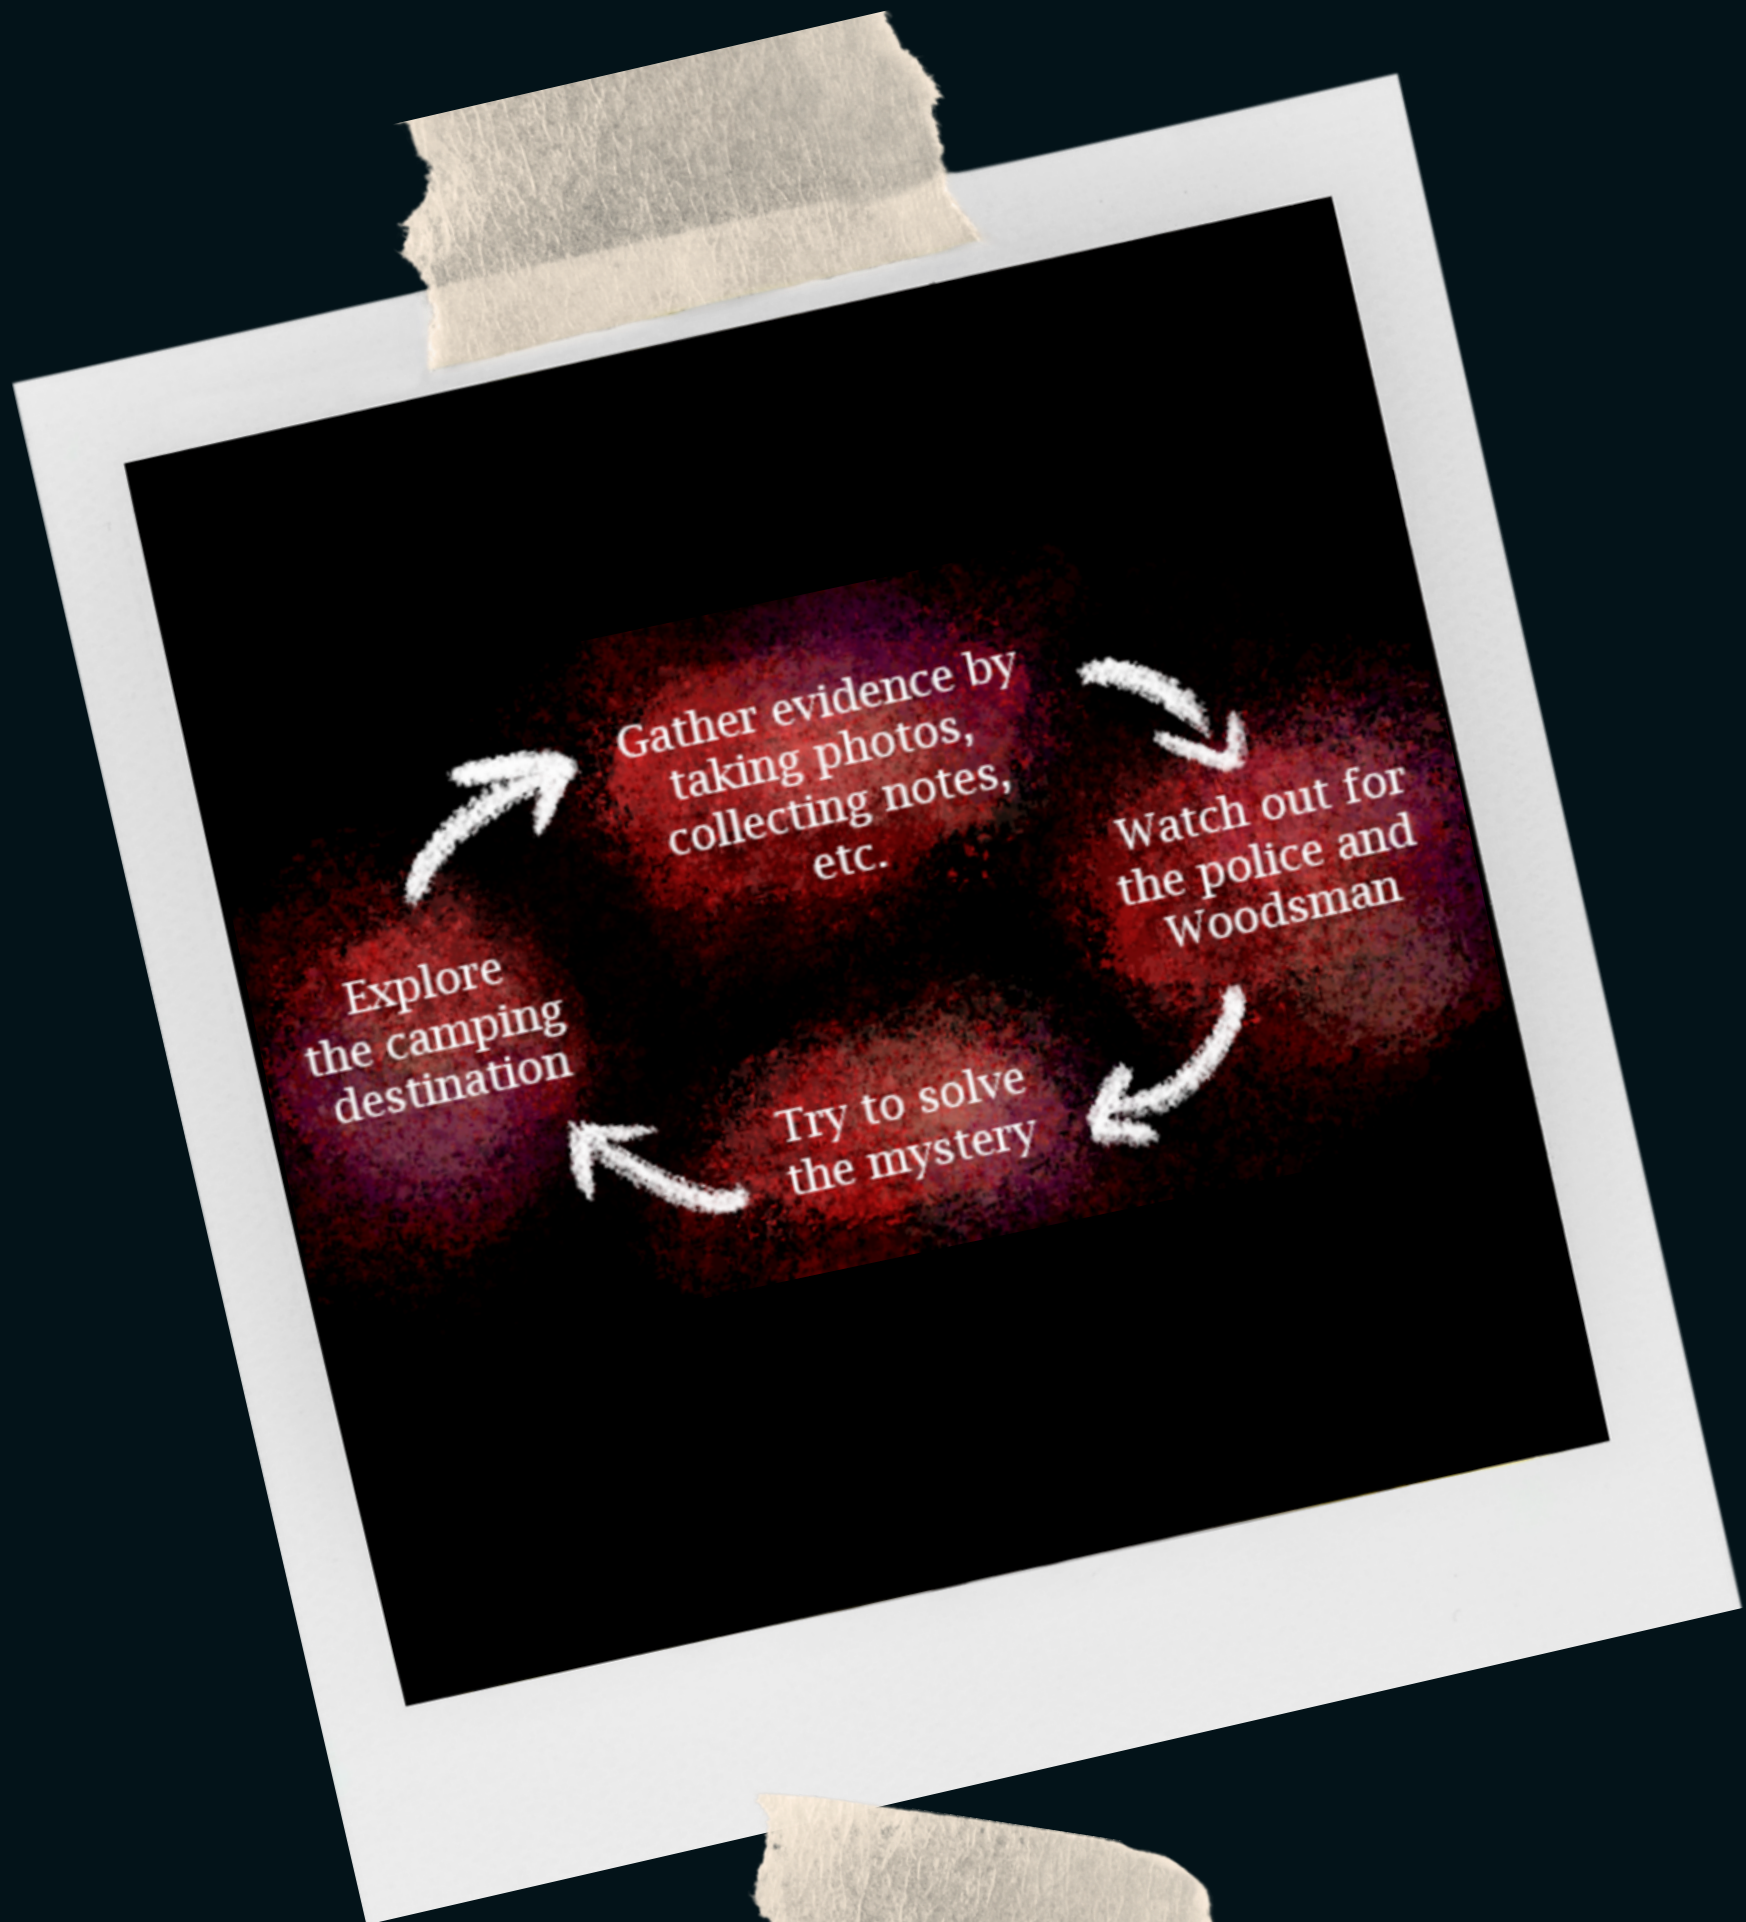 Gather evidence by
taking photos,
collecting notes,
etc.
Watch out for
the police and
Woodsman
Try to solve
the mystery
Explore
the camping
destination